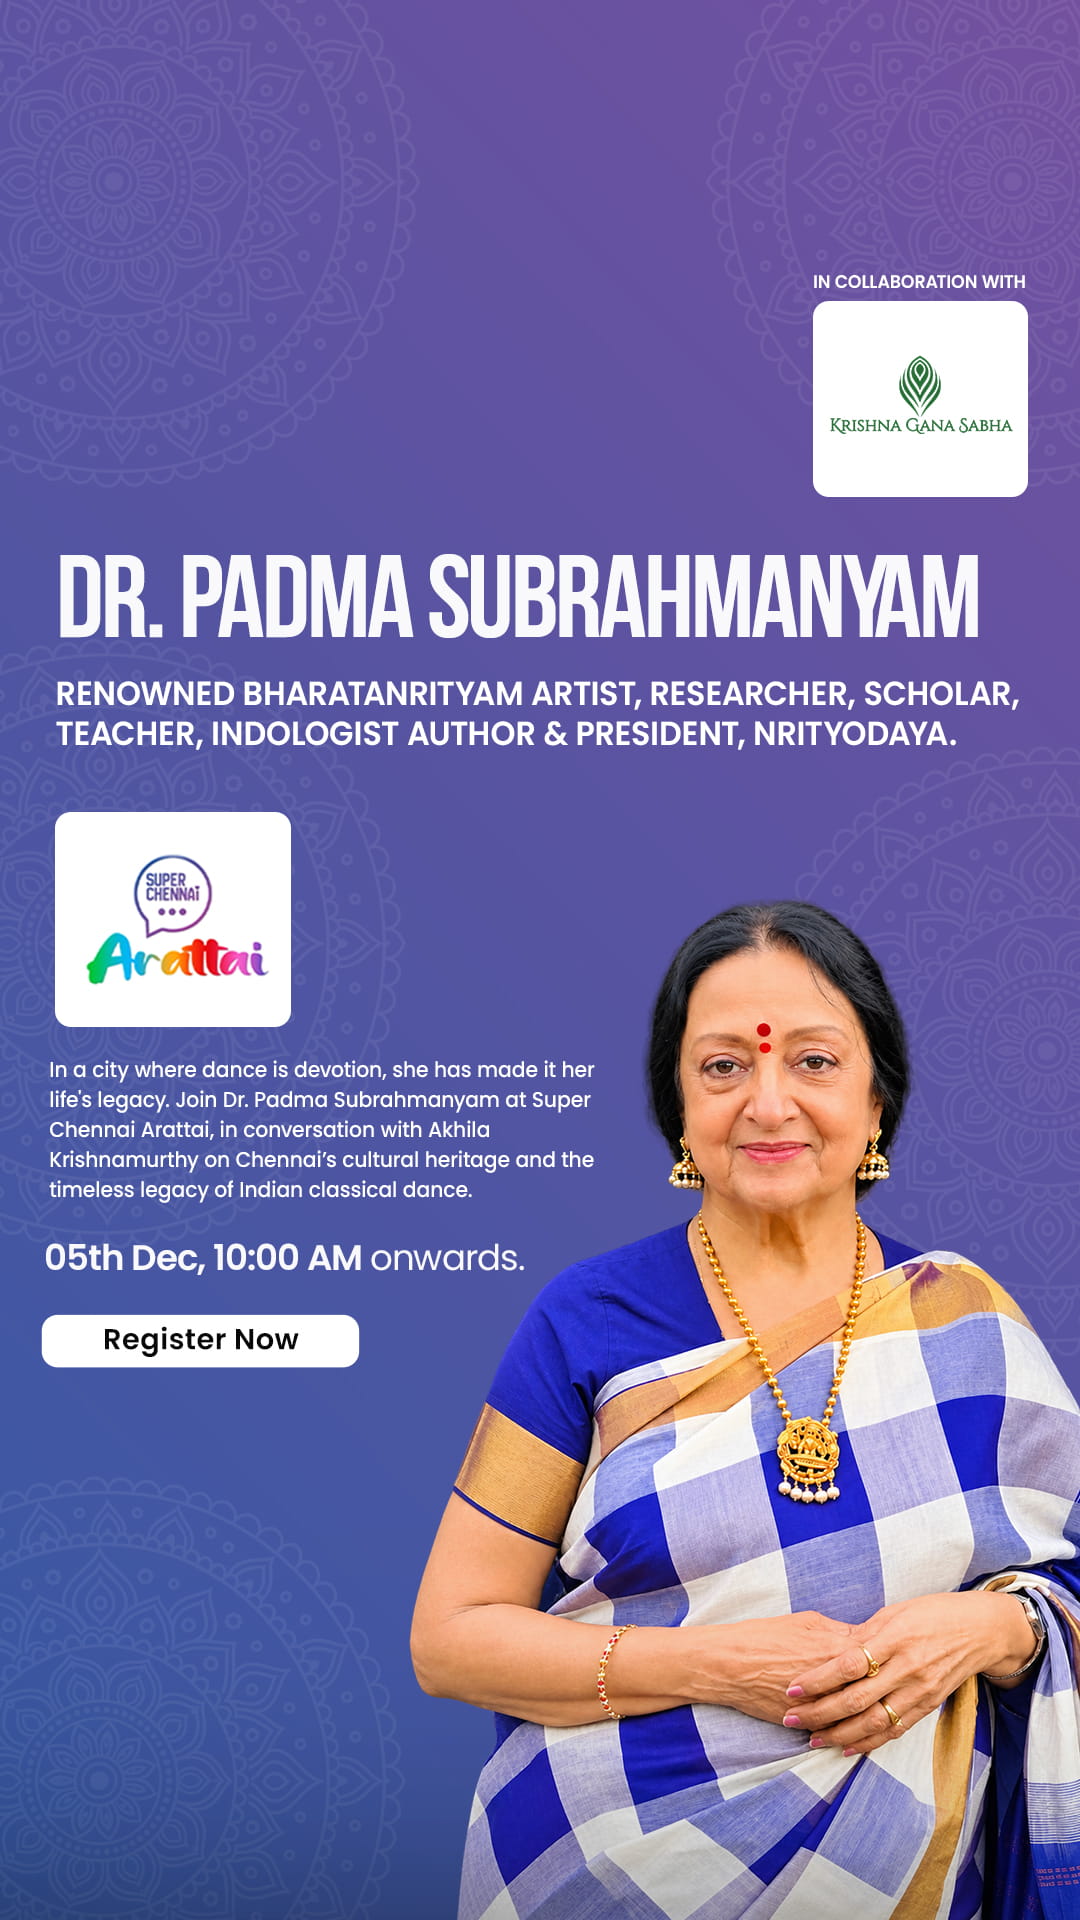 IN COLLABORATION WITH
KRISHNA GANA SABHA
DR. PADMA SUBRAHMANYAM
RENOWNED BHARATANRITYAM ARTIST, RESEARCHER, SCHOLAR,
TEACHER, INDOLOGIST AUTHOR & PRESIDENT, NRITYODAYA.
SUPER
CHENNAi
Arattai
In a city where dance is devotion, she has made it her
life's legacy. Join Dr. Padma Subrahmanyam at Super
Chennai Arattai, in conversation with Akhila
Krishnamurthy on Chennai’s cultural heritage and the
timeless legacy of Indian classical dance.
05th Dec, 10:00 AM onwards.
Register Now